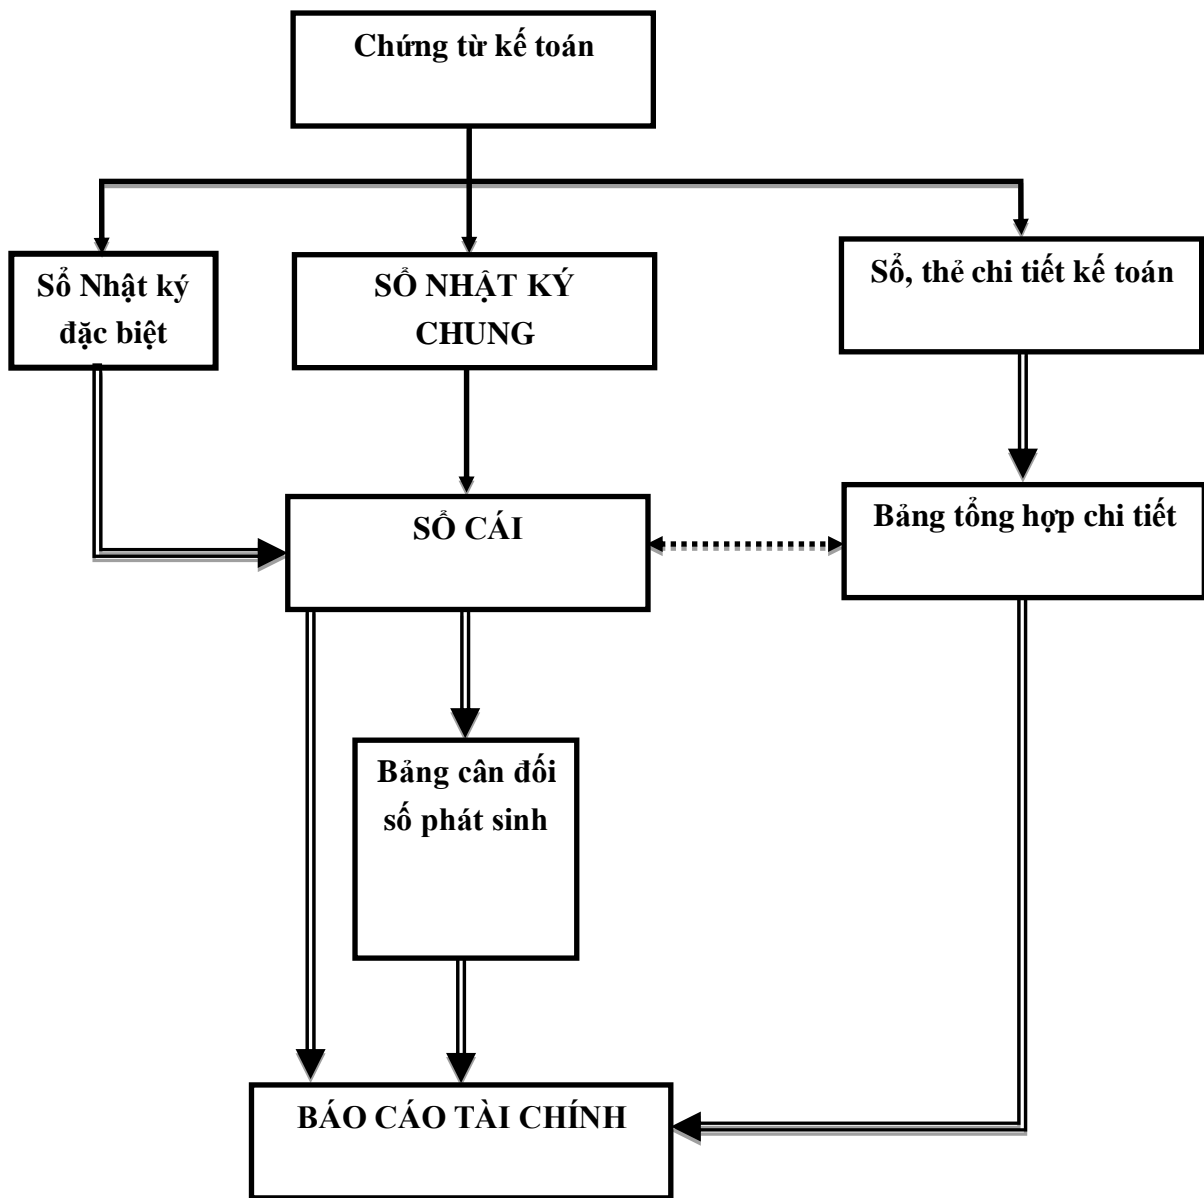 Chứng từ kế toán
Sổ Nhật ký
đặc biệt
SỔ NHẬT KÝ
CHUNG
Sổ, thẻ chi tiết kế toán
SỔ CÁI
Bảng tổng hợp chi tiết
Bảng cân đối
số phát sinh
BÁO CÁO TÀI CHÍNH